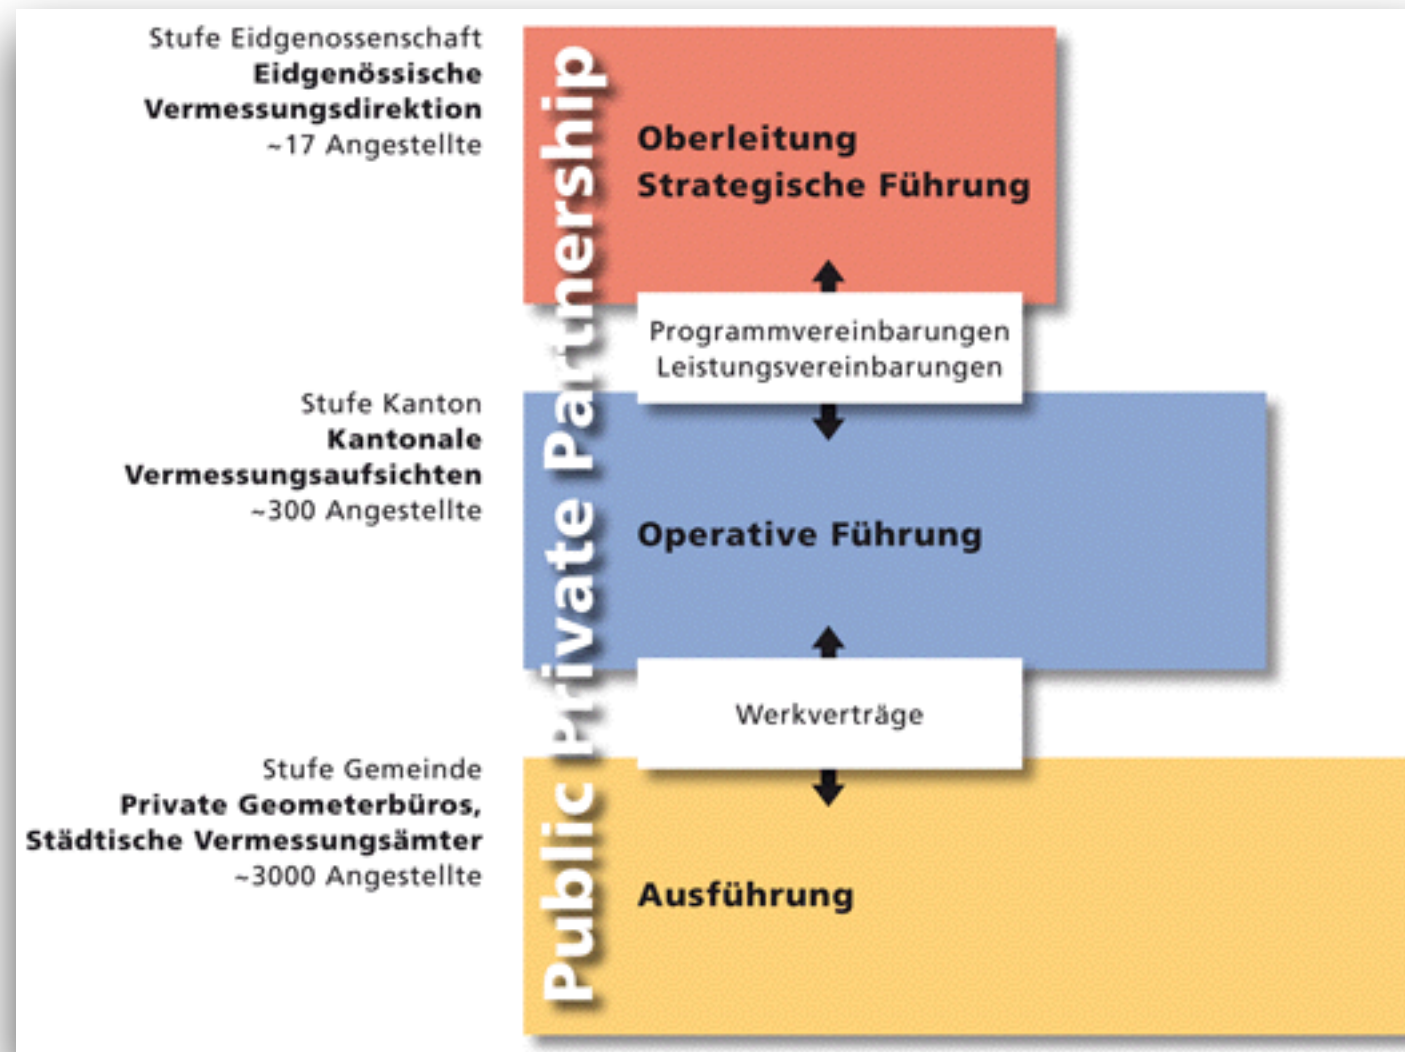 Stufe Eidgenossenschaft
Eidgenössische
Vermessungsdirektion
~17 Angestellte
Oberleitung
Strategische Führung
Programmvereinbarungen
Leistungsvereinbarungen
Stufe Kanton
Kantonale
Vermessungsaufsichten
~300 Angestellte
Operative Führung
Werkverträge
Stufe Gemeinde
Private Geometerbüros,
Städtische Vermessungsämter
~3000 Angestellte
Ausführung
Public Private Partnership